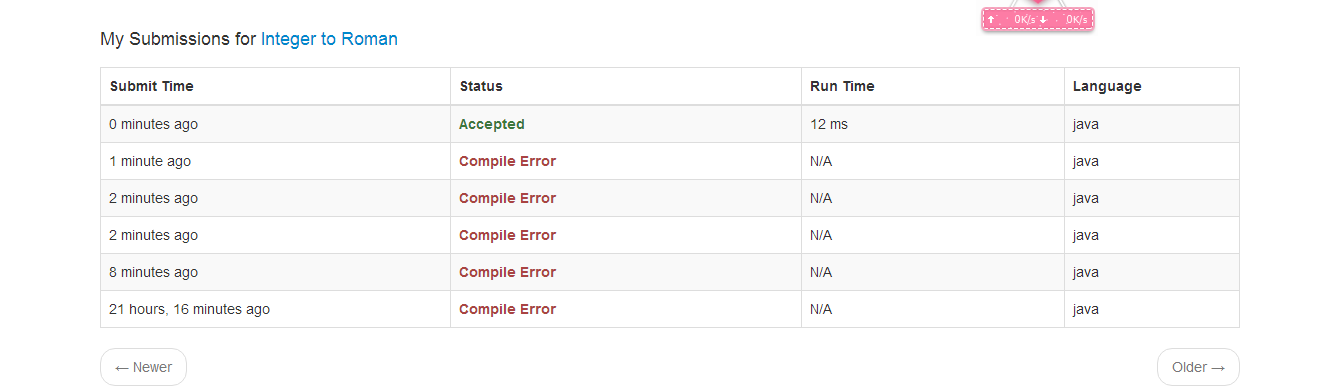 ↑ 0K/s ↓ 0K/s
My Submissions for Integer to Roman
Submit Time Status Run Time Language
0 minutes ago Accepted 12 ms java
1 minute ago Compile Error N/A java
2 minutes ago Compile Error N/A java
2 minutes ago Compile Error N/A java
8 minutes ago Compile Error N/A java
21 hours, 16 minutes ago Compile Error N/A java
← Newer Older →